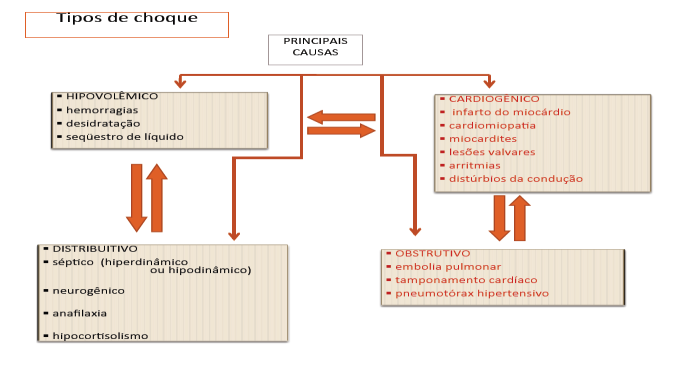 Tipos de choque
PRINCIPAIS
CAUSAS
▪ HIPOVOLÊMICO
▪ hemorragias
▪ desidratação
▪ seqüestro de líquido
▪ CARDIOGÊNICO
▪ infarto do miocárdio
▪ cardiomiopatia
▪ miocardites
▪ lesões valvares
▪ arritmias
▪ distúrbios da condução
▪ DISTRIBUITIVO
▪ séptico (hiperdinâmico
ou hipodinâmico)
▪ neurogênico
▪ anafilaxia
▪ hipocortisolismo
▪ OBSTRUTIVO
▪ embolia pulmonar
▪ tamponamento cardíaco
▪ pneumotórax hipertensivo